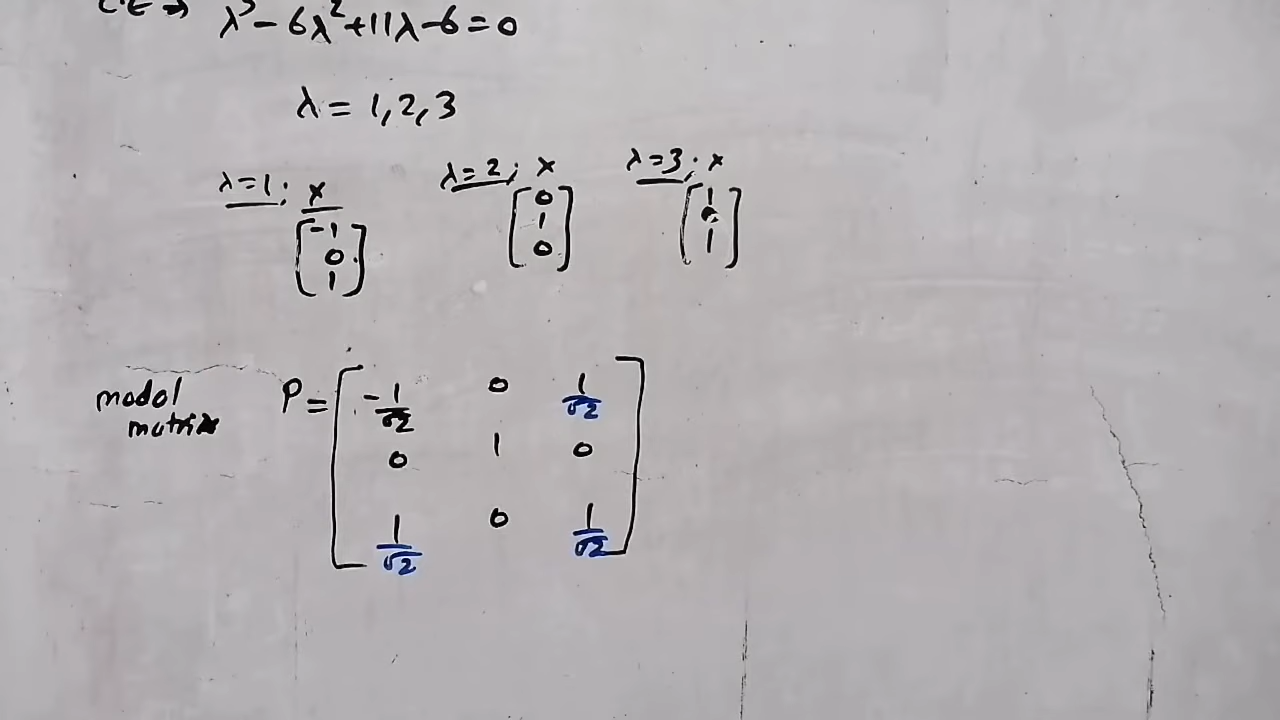 C.E ⇒ λ³ - 6λ² + 11λ - 6 = 0
λ = 1, 2, 3
λ = 1; x λ = 2; x λ = 3; x
[-1 0 1] [0 1 0] [1 0 1]
modal matrix P =
-1/√2 0 1/√2
0 1 0
1/√2 0 1/√2